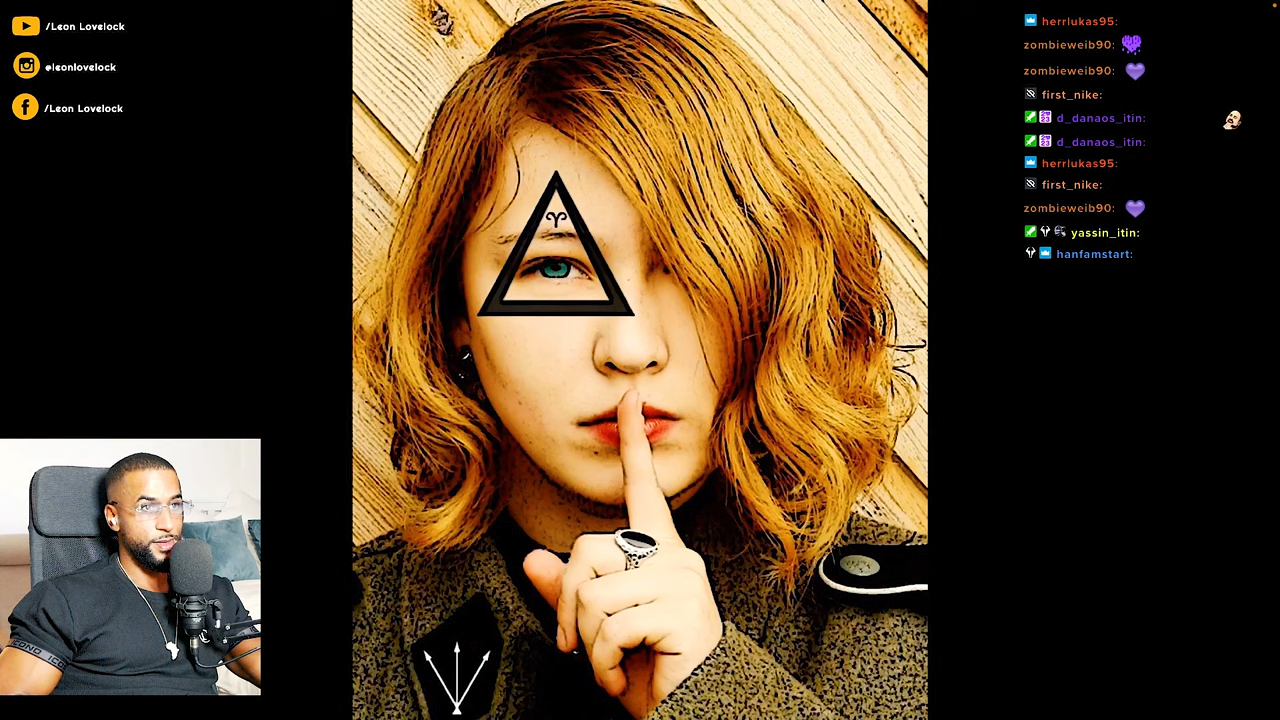 /Leon Lovelock
@leonlovelock
/Leon Lovelock
herrlukas95:
zombieweib90:
zombieweib90:
first_nike:
d_danaos_itin:
d_danaos_itin:
herrlukas95:
first_nike:
zombieweib90:
yassin_itin:
hanfamstart: